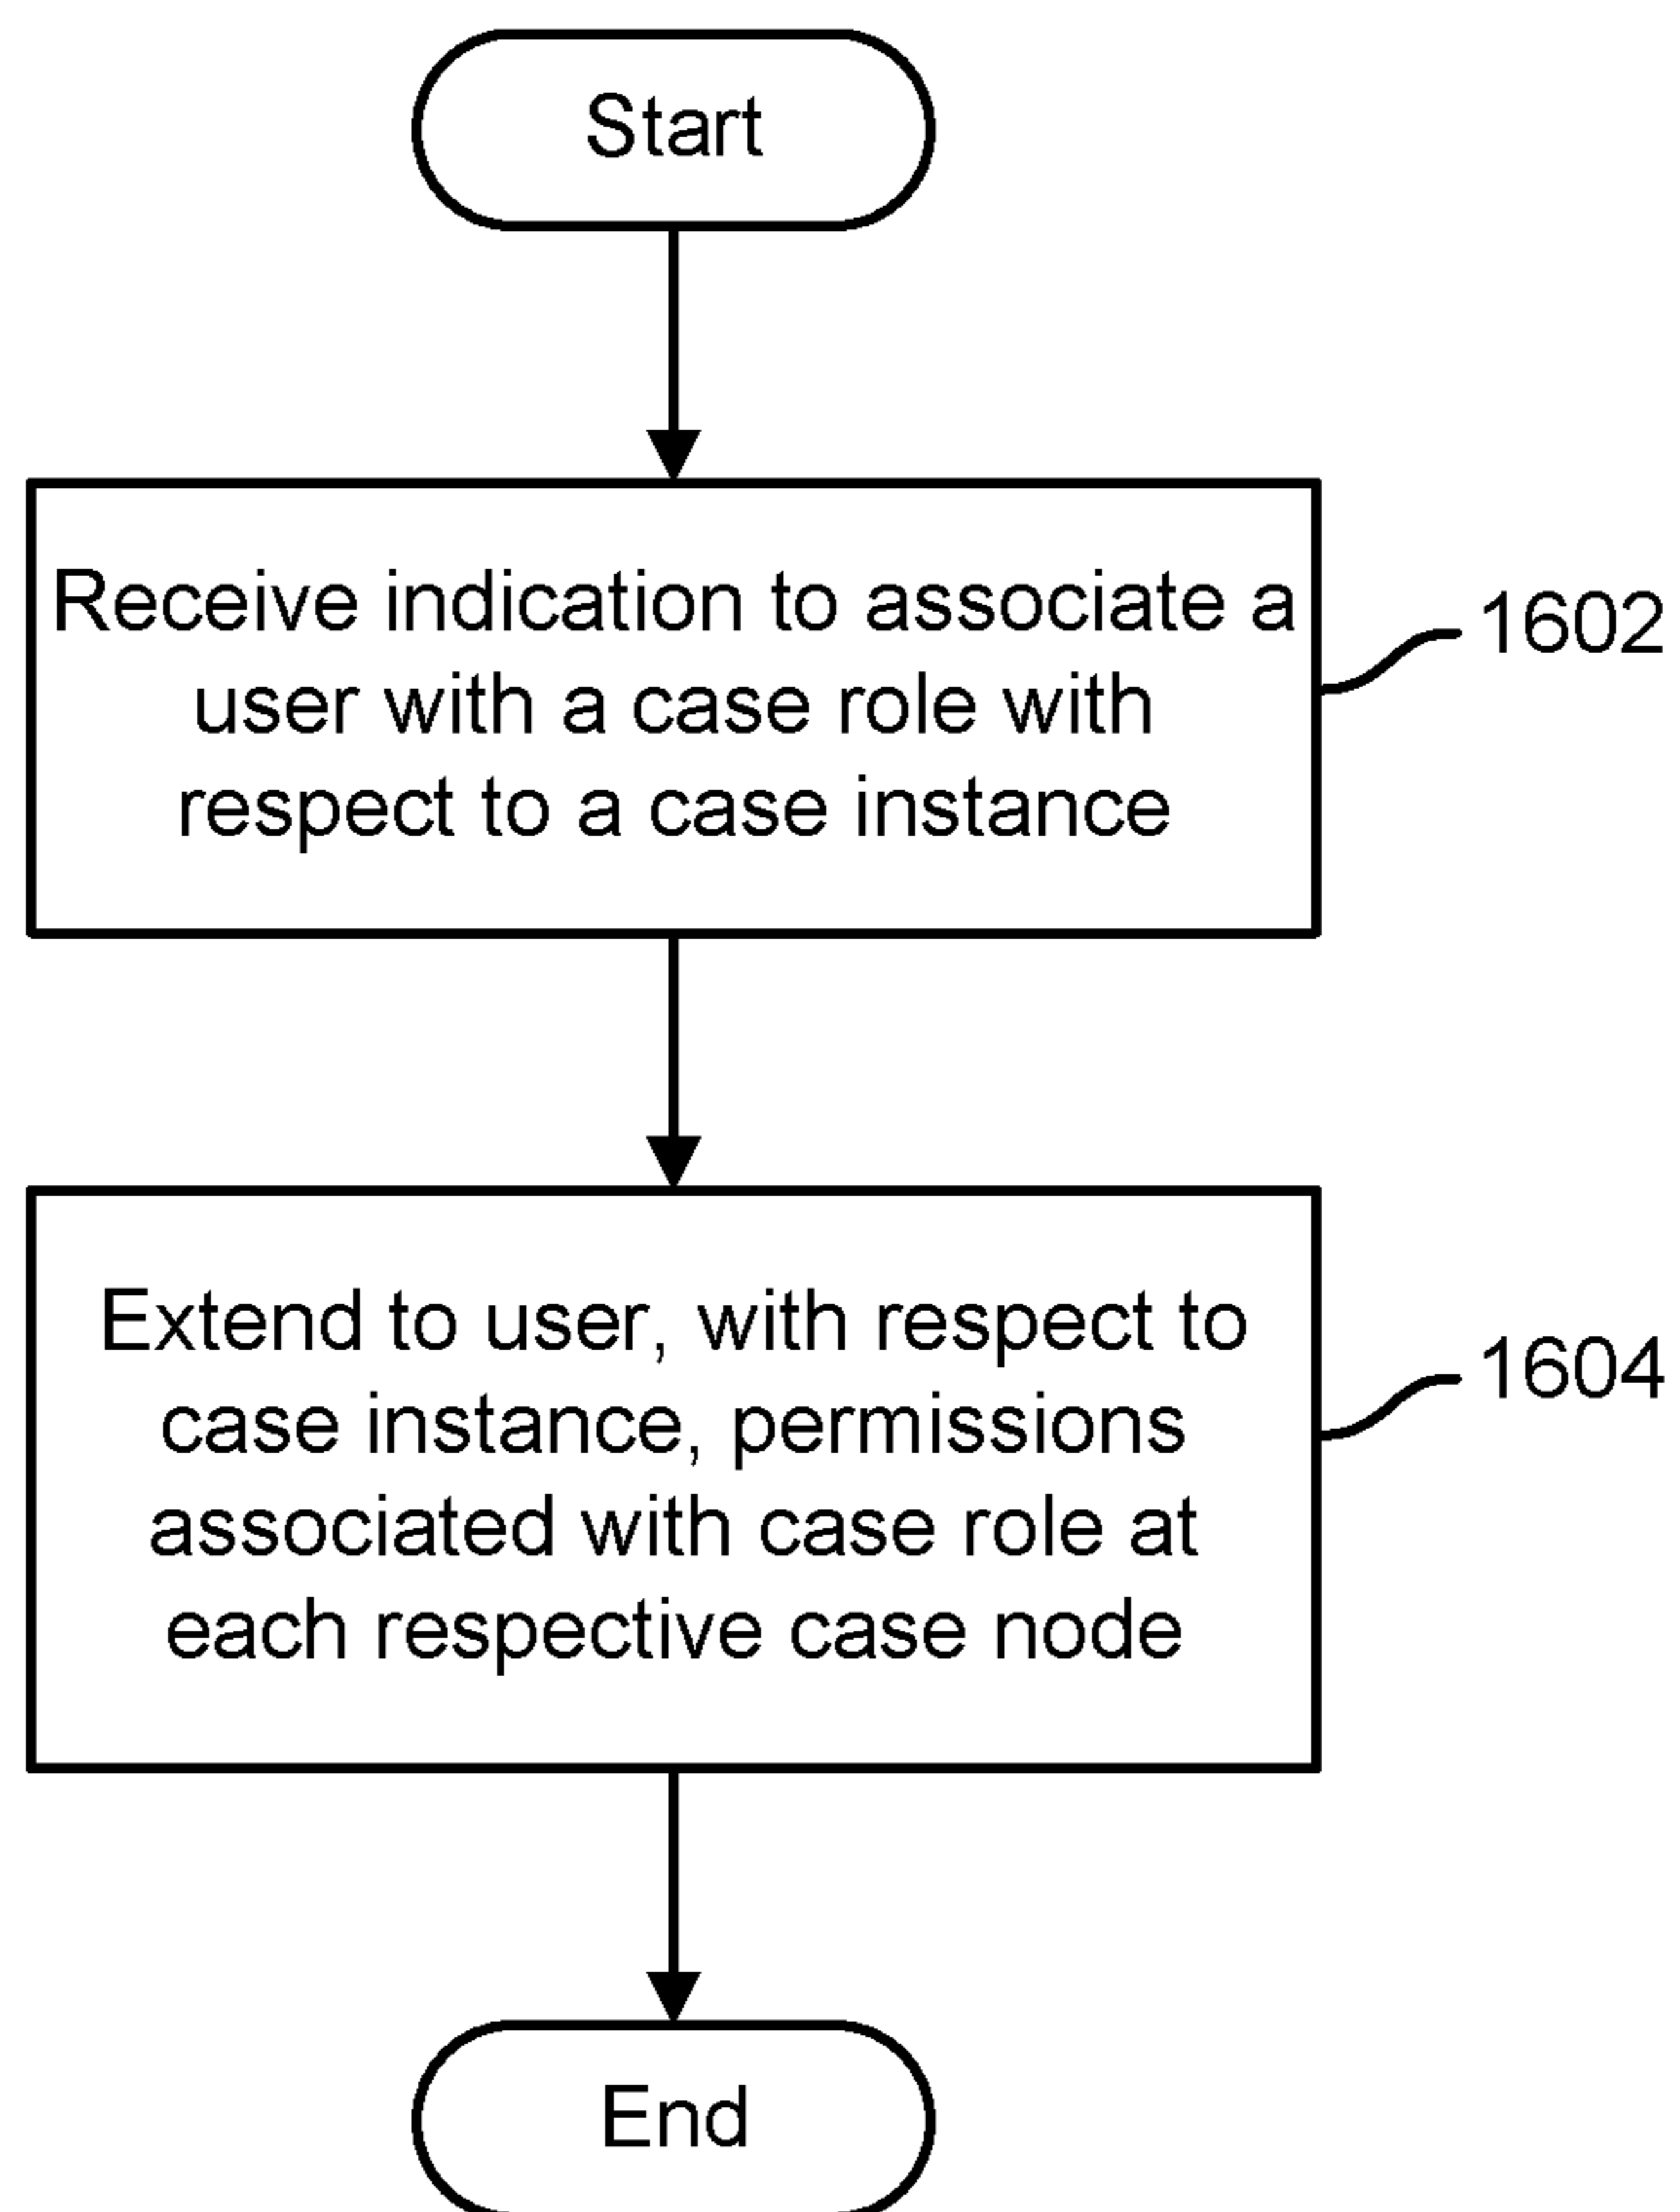 Start
Receive indication to associate a
user with a case role with
respect to a case instance
1602
Extend to user, with respect to
case instance, permissions
associated with case role at
each respective case node
1604
End